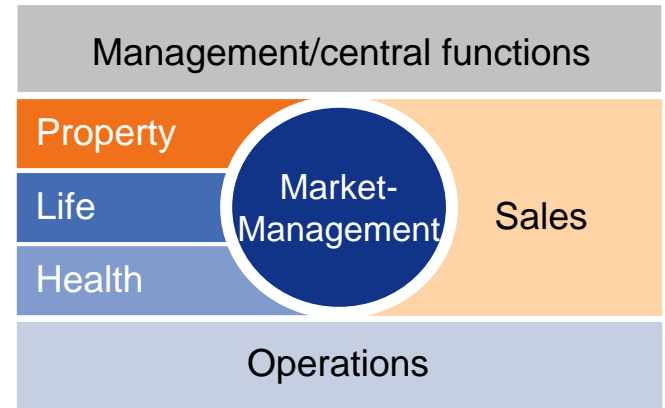 Management/central functions
Property
Life
Health
Market-
Management
Sales
Operations